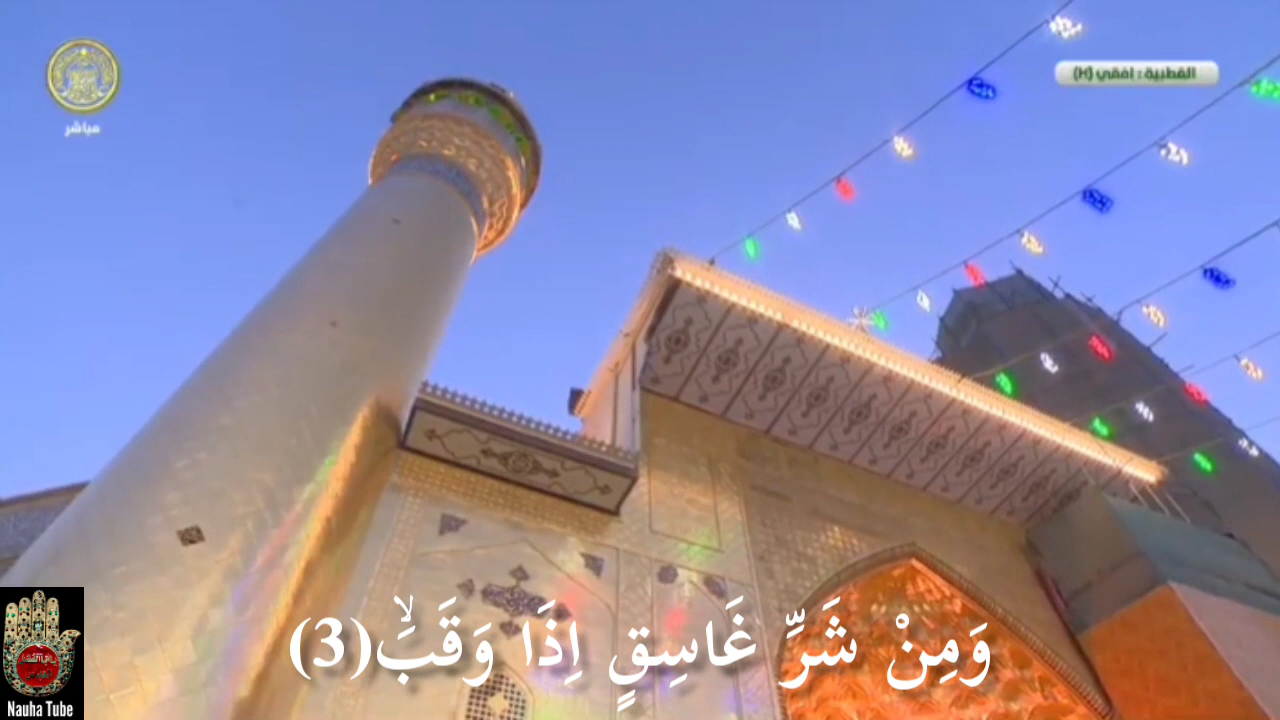 مباشر
القطبية : افقي (H)
وَمِنْ شَرِّ غَاسِقٍ اِذَا وَقَبَۙ(3)
Nauha Tube